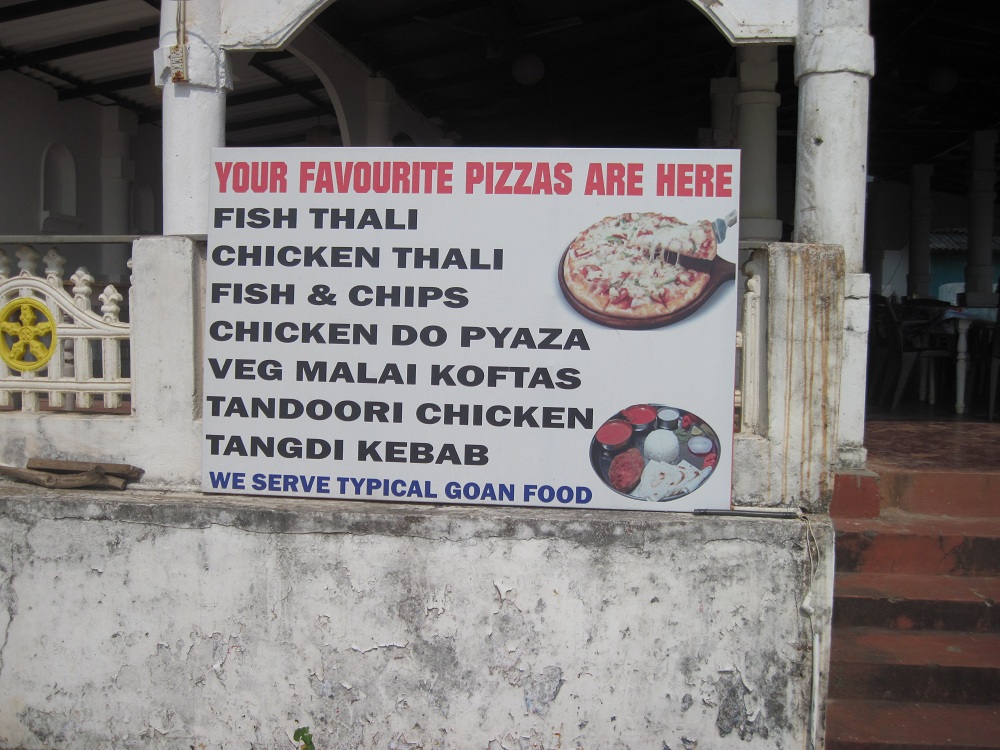 YOUR FAVOURITE PIZZAS ARE HERE
FISH THALI
CHICKEN THALI
FISH & CHIPS
CHICKEN DO PYAZA
VEG MALAI KOFTAS
TANDOORI CHICKEN
TANGDI KEBAB
WE SERVE TYPICAL GOAN FOOD